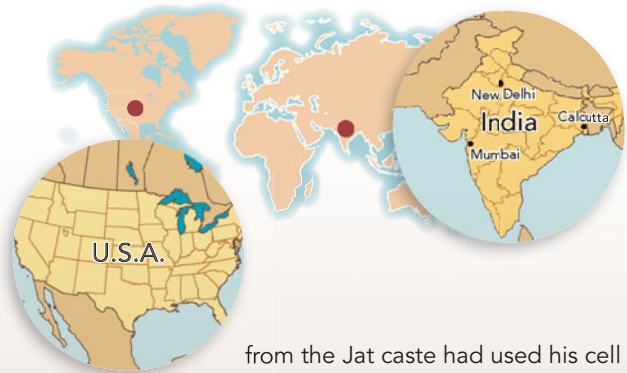 New Delhi
India
Calcutta
Mumbai
U.S.A.
from the Jat caste had used his cell